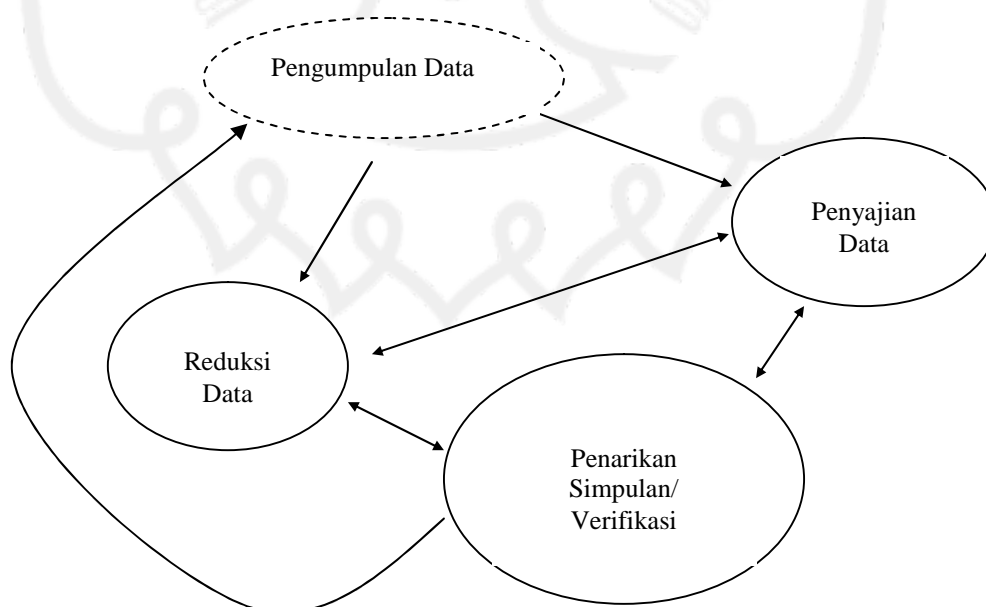 Pengumpulan Data
Penyajian
Data
Reduksi
Data
Penarikan
Simpulan/
Verifikasi